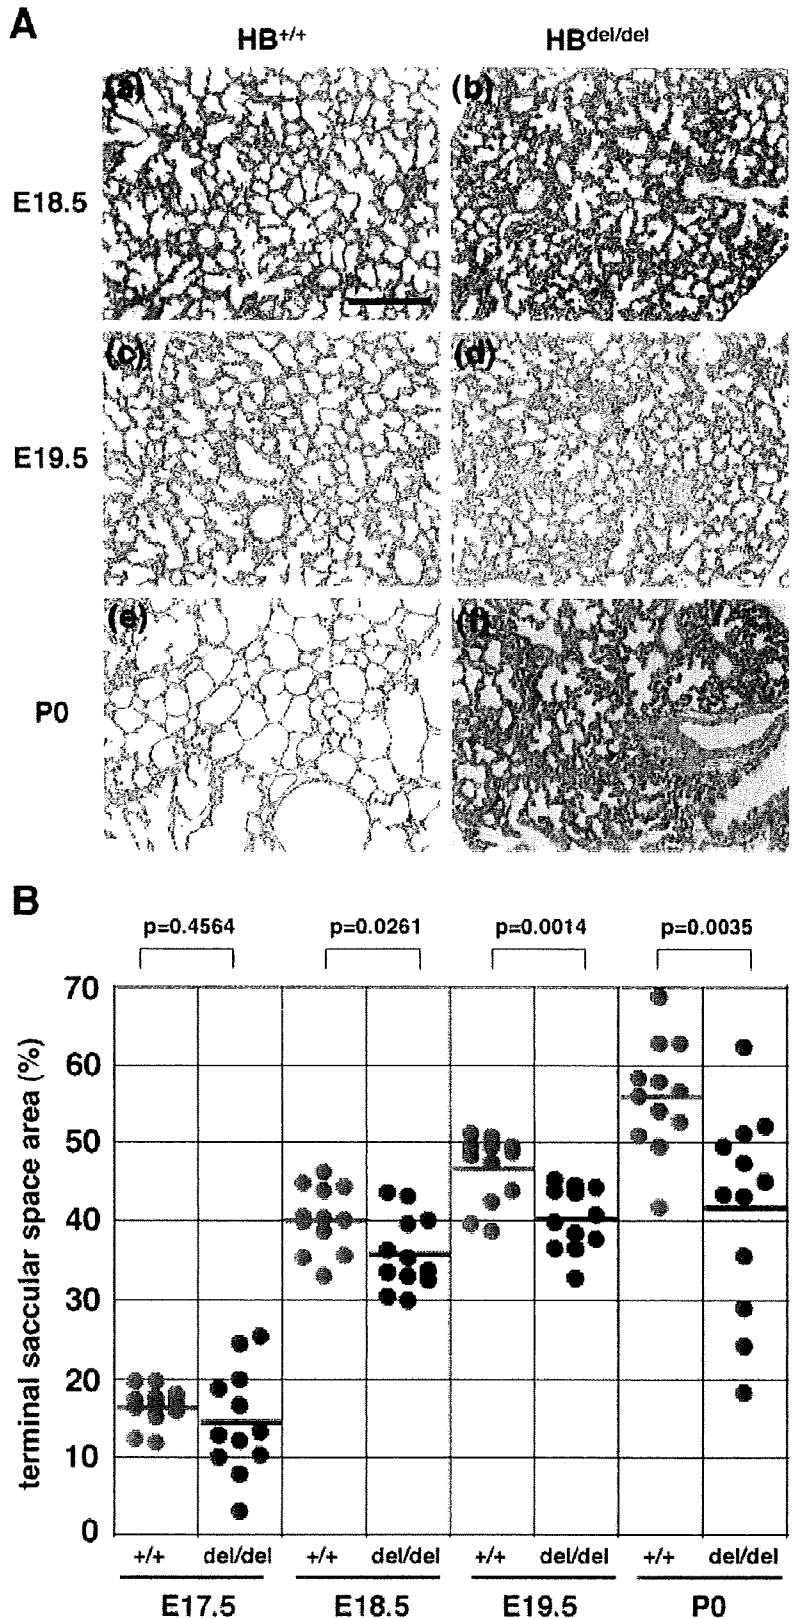 A
HB+/+ HBdel/del
(a) (b)
E18.5
(c) (d)
E19.5
(e) (f)
P0
B
p=0.4564 p=0.0261 p=0.0014 p=0.0035
terminal saccular space area (%)
70
60
50
40
30
20
10
0
+/+ del/del +/+ del/del +/+ del/del +/+ del/del
E17.5 E18.5 E19.5 P0